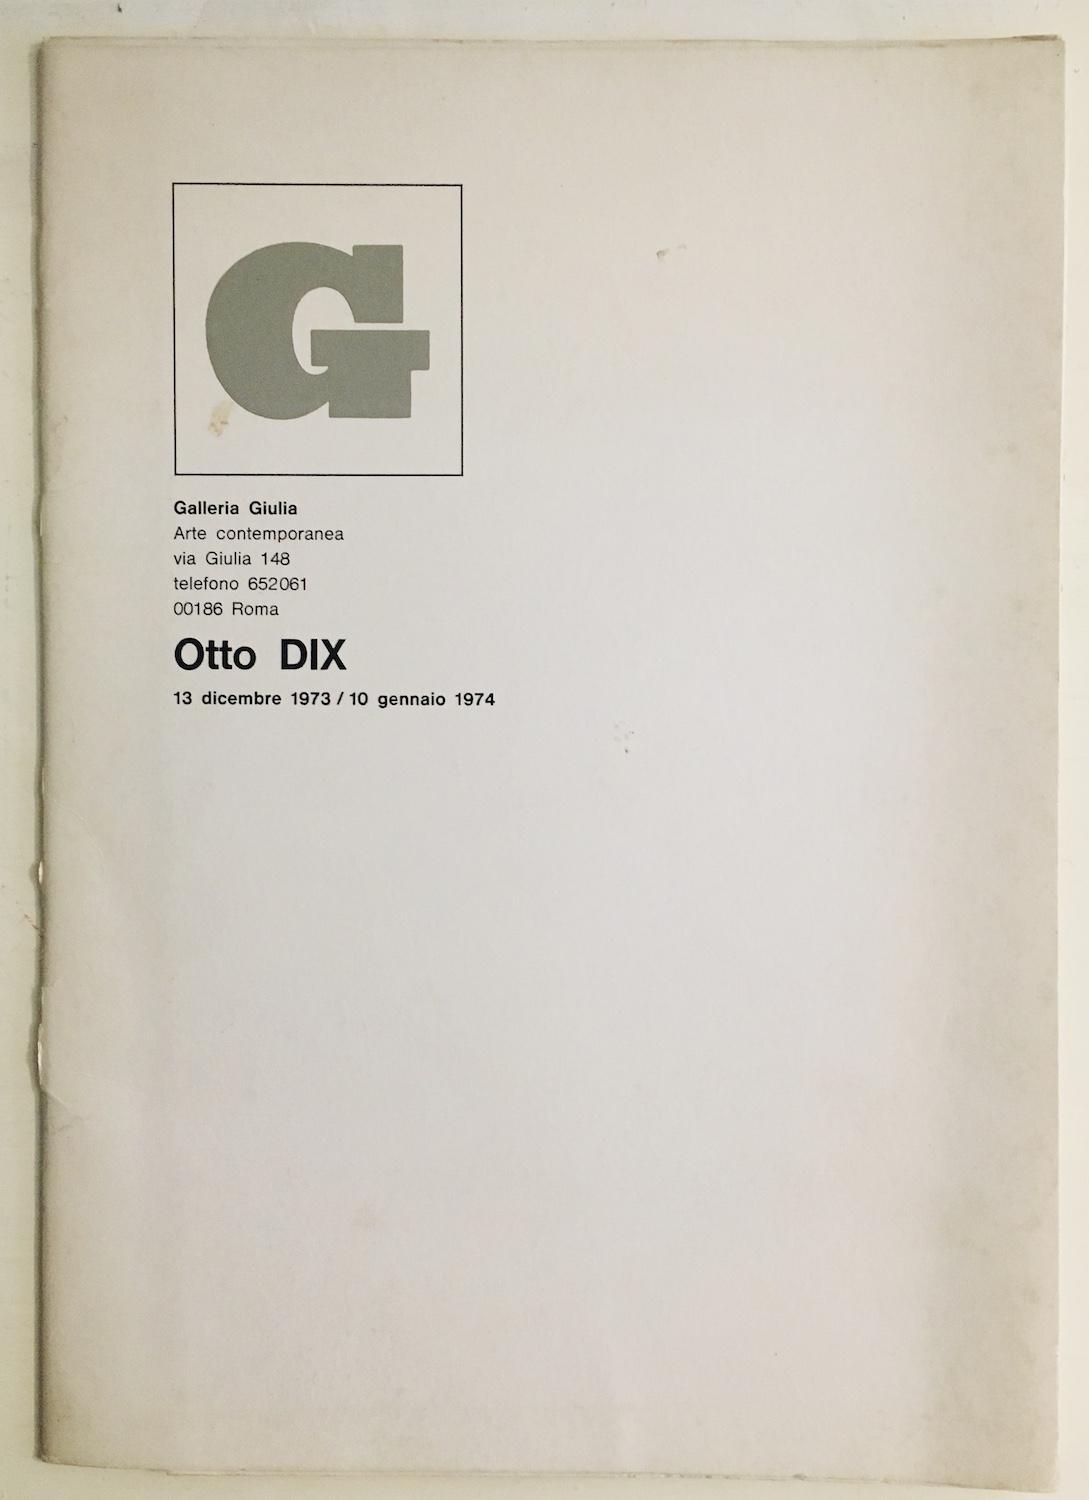 G
Galleria Giulia
Arte contemporanea
via Giulia 148
telefono 652061
00186 Roma
Otto DIX
13 dicembre 1973 / 10 gennaio 1974